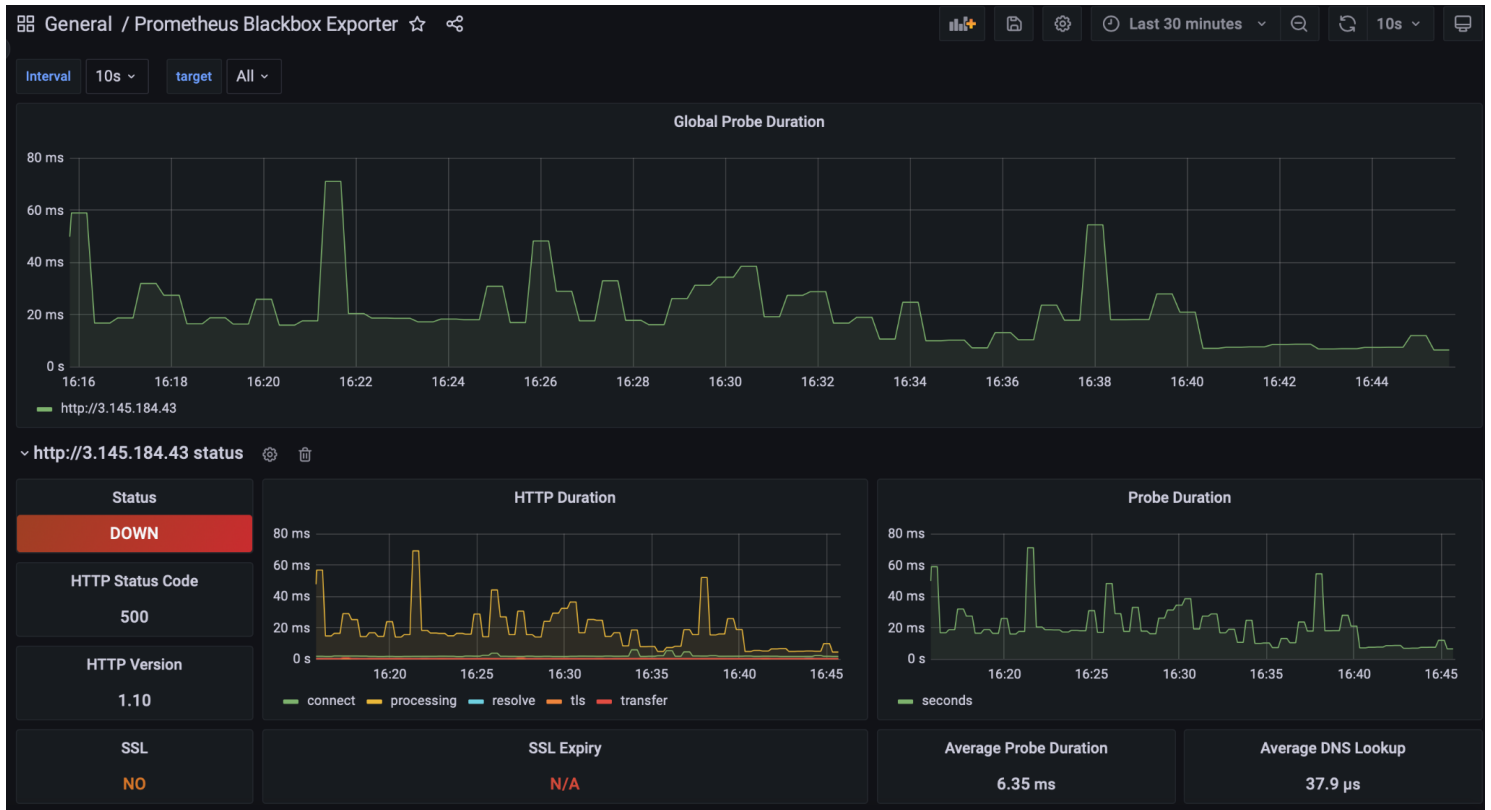 General / Prometheus Blackbox Exporter
Last 30 minutes
10s
Interval 10s target All
Global Probe Duration
80 ms
60 ms
40 ms
20 ms
0 s
16:16 16:18 16:20 16:22 16:24 16:26 16:28 16:30 16:32 16:34 16:36 16:38 16:40 16:42 16:44
http://3.145.184.43
http://3.145.184.43 status
Status
DOWN
HTTP Status Code
500
HTTP Version
1.10
SSL
NO
HTTP Duration
80 ms
60 ms
40 ms
20 ms
0 s
16:20 16:25 16:30 16:35 16:40 16:45
connect processing resolve tls transfer
Probe Duration
80 ms
60 ms
40 ms
20 ms
0 s
16:20 16:25 16:30 16:35 16:40 16:45
seconds
SSL Expiry
N/A
Average Probe Duration
6.35 ms
Average DNS Lookup
37.9 µs